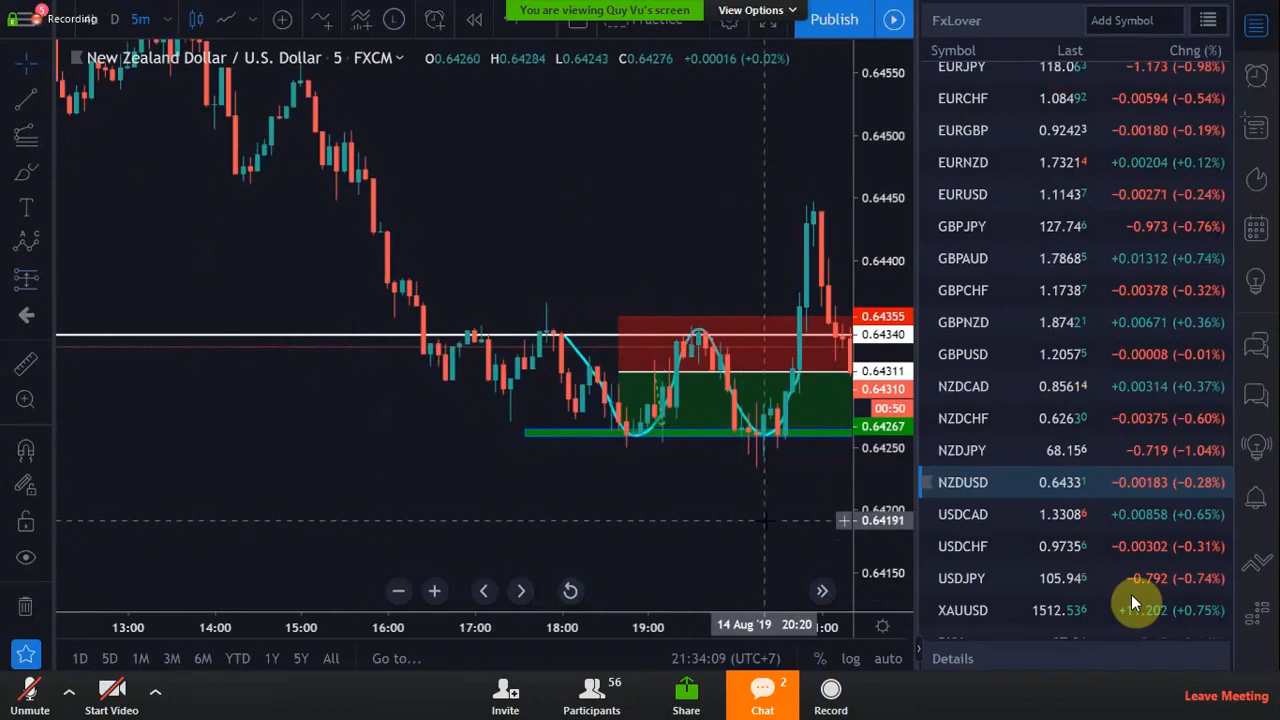 Recording
5
D
5m
You are viewing Quy Vu's screen
View Options
Practice
Publish
New Zealand Dollar / U.S. Dollar
5
FXCM
O0.64260 H0.64284 L0.64243 C0.64276 +0.00016 (+0.02%)
0.64550
0.64500
0.64450
0.64400
0.64355
0.64340
0.64311
0.64310
00:50
0.64267
0.64250
0.64200
0.64191
0.64150
13:00 14:00 15:00 16:00 17:00 18:00 19:00 14 Aug '19 20:20 :00
1D 5D 1M 3M 6M YTD 1Y 5Y All Go to... 21:34:09 (UTC+7) % log auto
FxLover
Add Symbol
Symbol Last Chng (%)
EURJPY 118.063 −1.173 (−0.98%)
EURCHF 1.08492 −0.00594 (−0.54%)
EURGBP 0.92423 −0.00180 (−0.19%)
EURNZD 1.73214 +0.00204 (+0.12%)
EURUSD 1.11437 −0.00271 (−0.24%)
GBPJPY 127.746 −0.973 (−0.76%)
GBPAUD 1.78685 +0.01312 (+0.74%)
GBPCHF 1.17387 −0.00378 (−0.32%)
GBPNZD 1.87421 +0.00671 (+0.36%)
GBPUSD 1.20575 −0.00008 (−0.01%)
NZDCAD 0.85614 +0.00314 (+0.37%)
NZDCHF 0.62630 −0.00375 (−0.60%)
NZDJPY 68.156 −0.719 (−1.04%)
NZDUSD 0.64331 −0.00183 (−0.28%)
USDCAD 1.33086 +0.00858 (+0.65%)
USDCHF 0.97356 −0.00302 (−0.31%)
USDJPY 105.945 −0.792 (−0.74%)
XAUUSD 1512.536 +11.202 (+0.75%)
Details
Unmute
Start Video
Invite
56
Participants
Share
2
Chat
Record
Leave Meeting